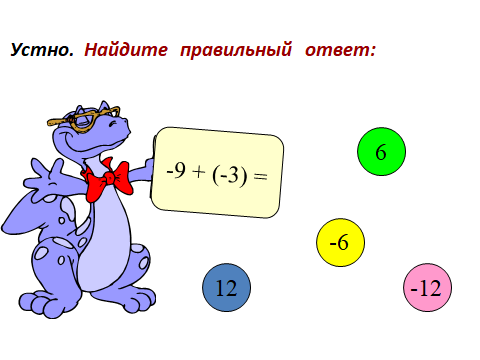 Устно. Найдите правильный ответ:
-9 + (-3) =
6
-6
12
-12